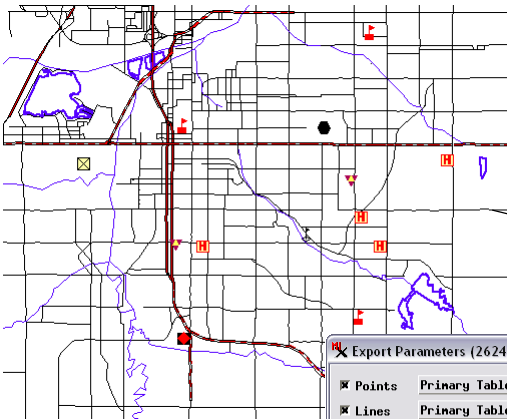 H
H
H
H
Export Parameters (2624
Points Primary Table
Lines Primary Table